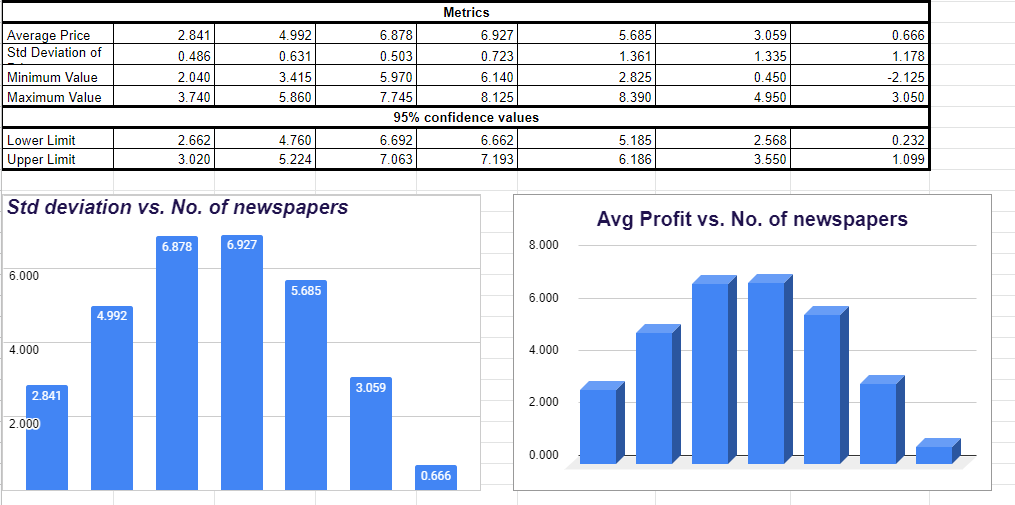 Metrics
Average Price 2.841 4.992 6.878 6.927 5.685 3.059 0.666
Std Deviation of 0.486 0.631 0.503 0.723 1.361 1.335 1.178
Minimum Value 2.040 3.415 5.970 6.140 2.825 0.450 -2.125
Maximum Value 3.740 5.860 7.745 8.125 8.390 4.950 3.050
95% confidence values
Lower Limit 2.662 4.760 6.692 6.662 5.185 2.568 0.232
Upper Limit 3.020 5.224 7.063 7.193 6.186 3.550 1.099
Std deviation vs. No. of newspapers
6.878 6.927
6.000
5.685
4.992
4.000
3.059
2.841
2.000
0.666
Avg Profit vs. No. of newspapers
8.000
6.000
4.000
2.000
0.000